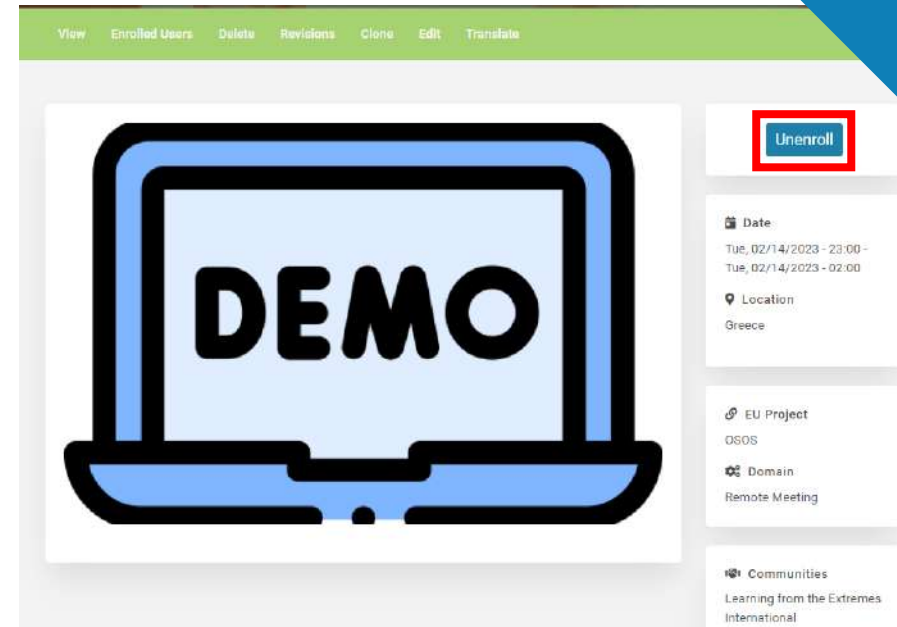 View Enrolled Users Delete Revisions Clone Edit Translate
DEMO
Unenroll
Date
Tue, 02/14/2023 - 23:00 -
Tue, 02/14/2023 - 02:00
Location
Greece
EU Project
OSOS
Domain
Remote Meeting
Communities
Learning from the Extremes
International